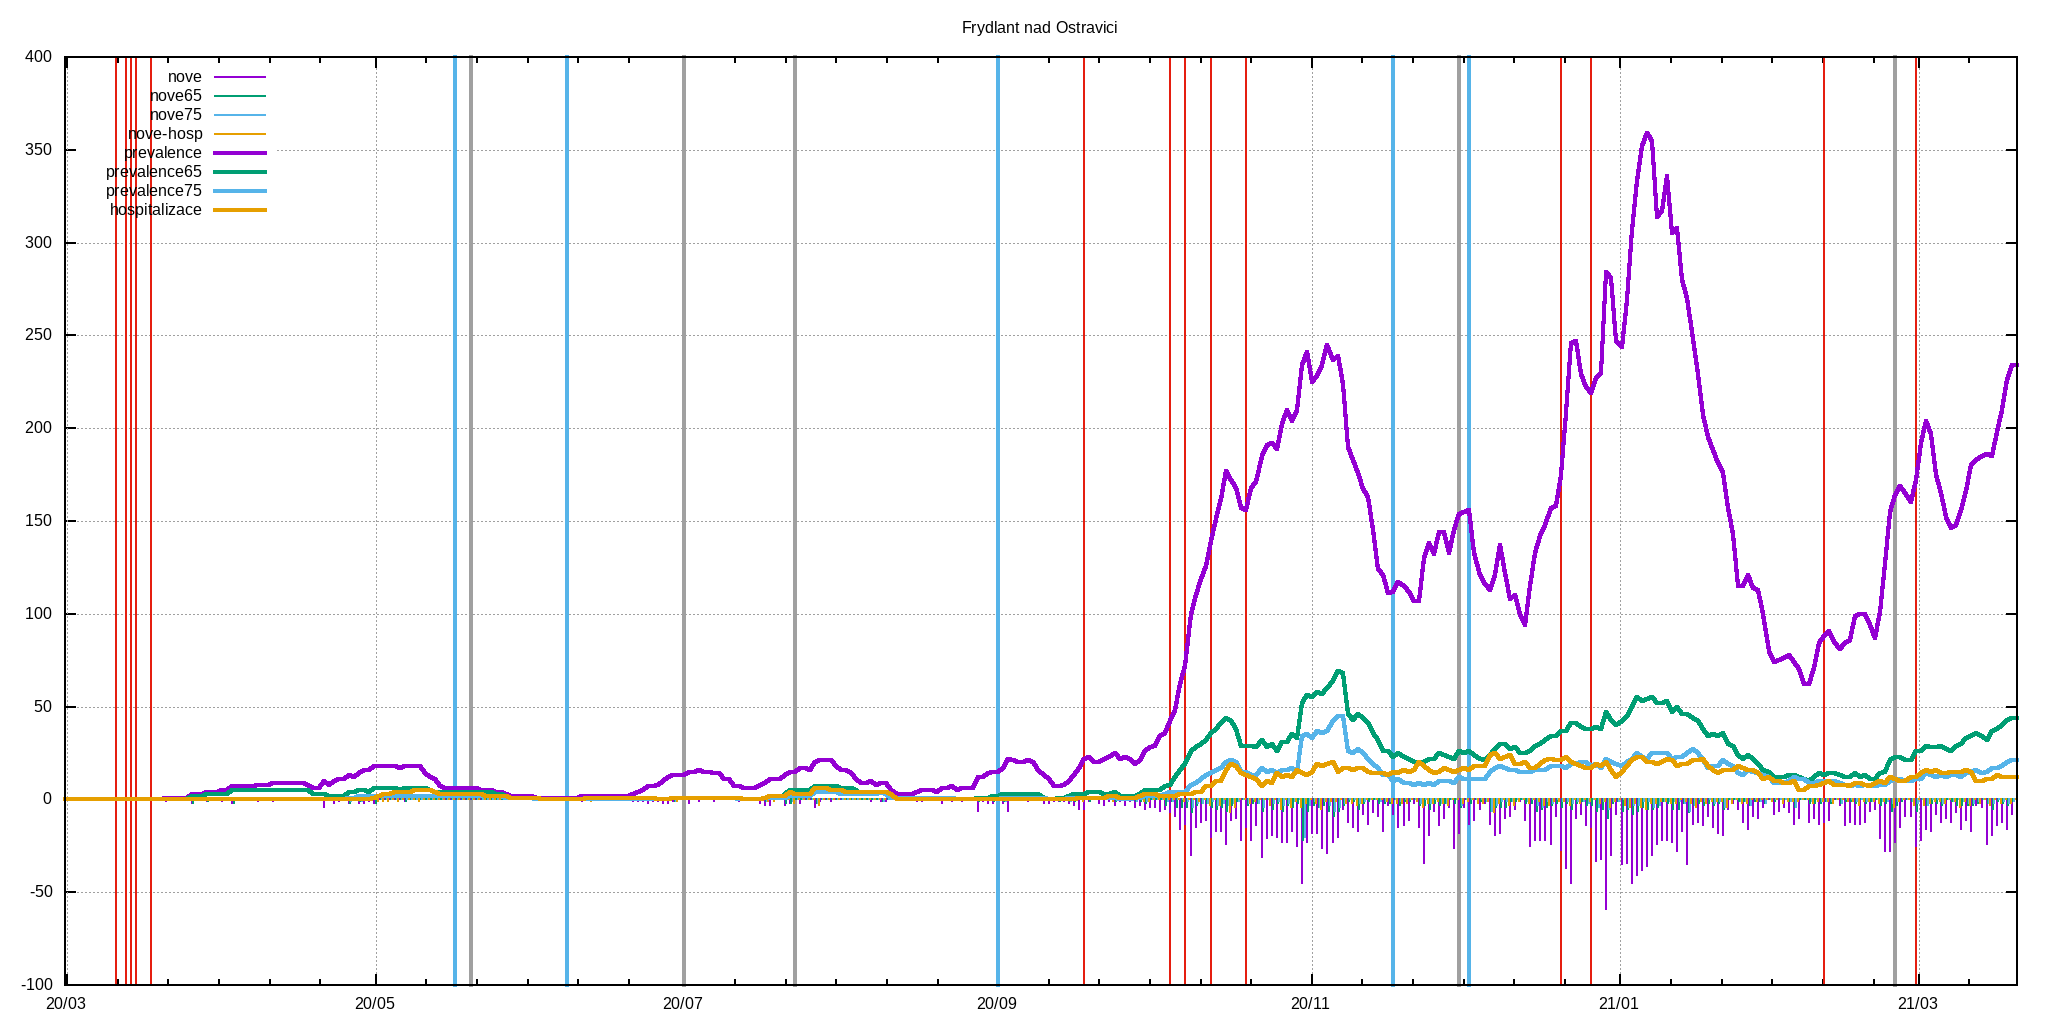 Frydlant nad Ostravici
400
350
300
250
200
150
100
50
0
-50
-100
nove
nove65
nove75
nove-hosp
prevalence
prevalence65
prevalence75
hospitalizace
20/03 20/05 20/07 20/09 20/11 21/01 21/03